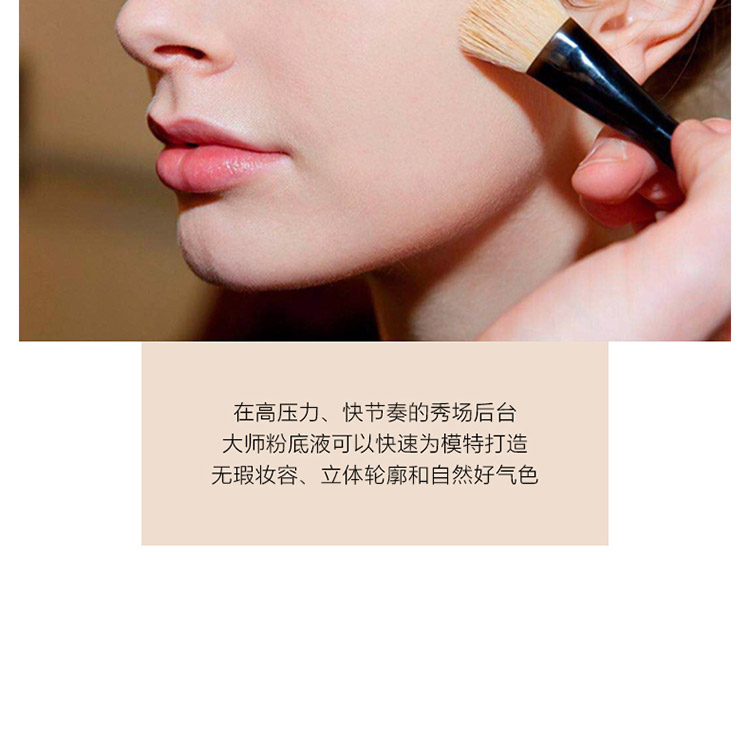 在高压力、快节奏的秀场后台
大师粉底液可以快速为模特打造
无瑕妆容、立体轮廓和自然好气色